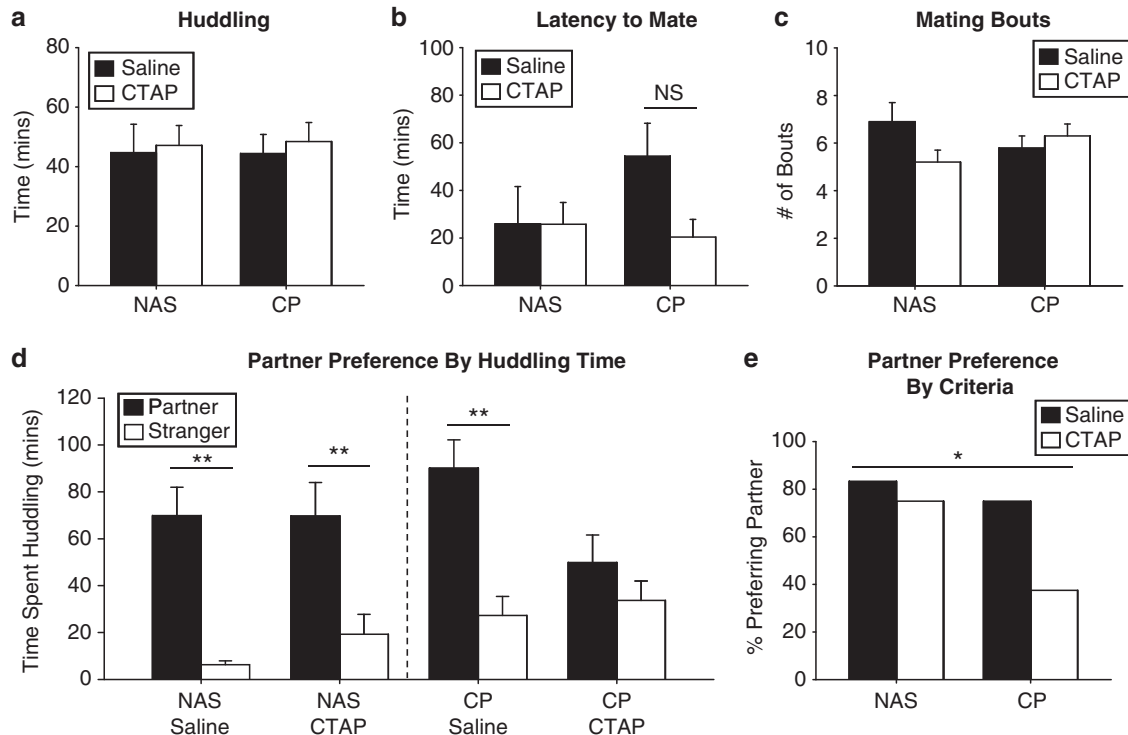 a
Huddling
80
60
40
20
0
Time (mins)
Saline
CTAP
NAS
CP
b
Latency to Mate
100
80
60
40
20
0
Time (mins)
Saline
CTAP
NS
NAS
CP
c
Mating Bouts
10
8
6
4
2
0
# of Bouts
Saline
CTAP
NAS
CP
d
Partner Preference By Huddling Time
120
100
80
60
40
20
0
Time Spent Huddling (mins)
Partner
Stranger
**
**
**
NAS
Saline
NAS
CTAP
CP
Saline
CP
CTAP
e
Partner Preference
By Criteria
Saline
CTAP
100
80
60
40
20
0
% Preferring Partner
*
NAS
CP